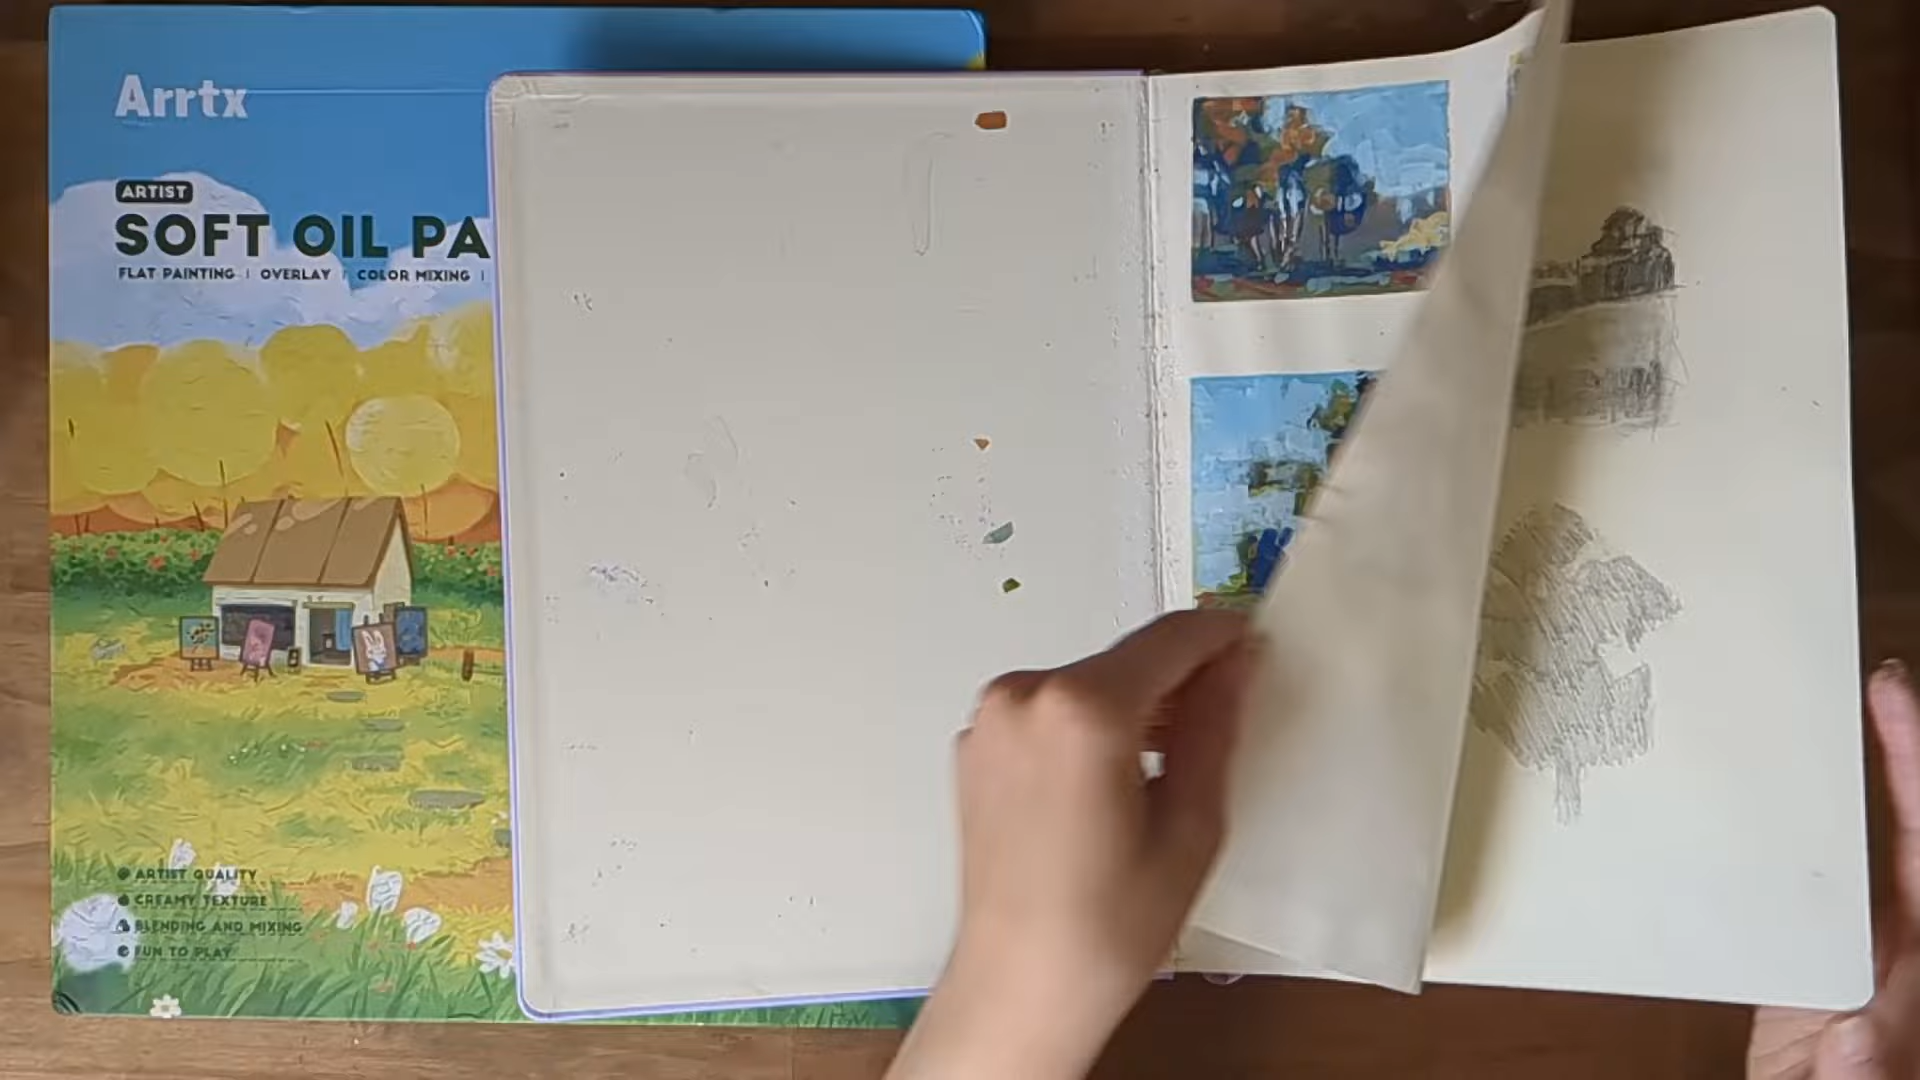 Arrtx
ARTIST
SOFT OIL PA
FLAT PAINTING | OVERLAY | COLOR MIXING |
ARTIST QUALITY
CREAMY TEXTURE
BLENDING AND MIXING
FUN TO PLAY